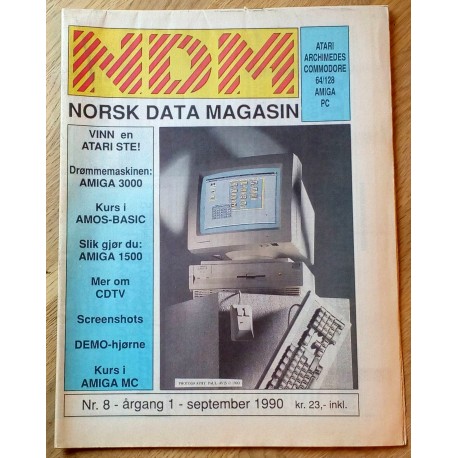 NDM
NORSK DATA MAGASIN
ATARI
ARCHIMEDES
COMMODORE
64/128
AMIGA
PC
VINN en
ATARI STE!
Drømmemaskinen:
AMIGA 3000
Kurs i
AMOS-BASIC
Slik gjør du:
AMIGA 1500
Mer om
CDTV
Screenshots
DEMO-hjørne
Kurs i
AMIGA MC
Nr. 8 - årgang 1 - september 1990 kr. 23,- inkl.